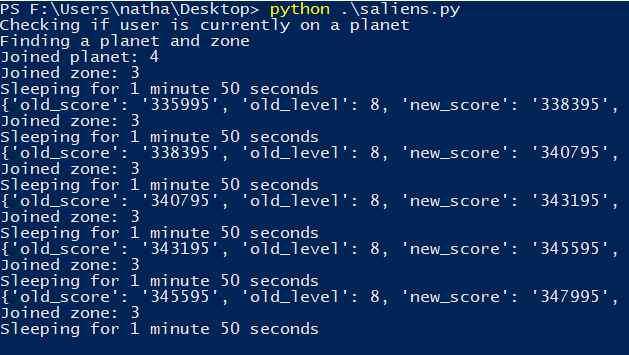 PS F:\Users\natha\Desktop> python .\saliens.py
Checking if user is currently on a planet
Finding a planet and zone
Joined planet: 4
Joined zone: 3
Sleeping for 1 minute 50 seconds
{'old_score': '335995', 'old_level': 8, 'new_score': '338395',
Joined zone: 3
Sleeping for 1 minute 50 seconds
{'old_score': '338395', 'old_level': 8, 'new_score': '340795',
Joined zone: 3
Sleeping for 1 minute 50 seconds
{'old_score': '340795', 'old_level': 8, 'new_score': '343195',
Joined zone: 3
Sleeping for 1 minute 50 seconds
{'old_score': '343195', 'old_level': 8, 'new_score': '345595',
Joined zone: 3
Sleeping for 1 minute 50 seconds
{'old_score': '345595', 'old_level': 8, 'new_score': '347995',
Joined zone: 3
Sleeping for 1 minute 50 seconds